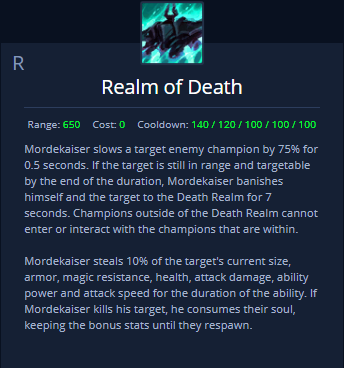 R
Realm of Death
Range: 650 Cost: 0 Cooldown: 140 / 120 / 100 / 100 / 100
Mordekaiser slows a target enemy champion by 75% for
0.5 seconds. If the target is still in range and targetable
by the end of the duration, Mordekaiser banishes
himself and the target to the Death Realm for 7
seconds. Champions outside of the Death Realm cannot
enter or interact with the champions that are within.
Mordekaiser steals 10% of the target's current size,
armor, magic resistance, health, attack damage, ability
power and attack speed for the duration of the ability. If
Mordekaiser kills his target, he consumes their soul,
keeping the bonus stats until they respawn.